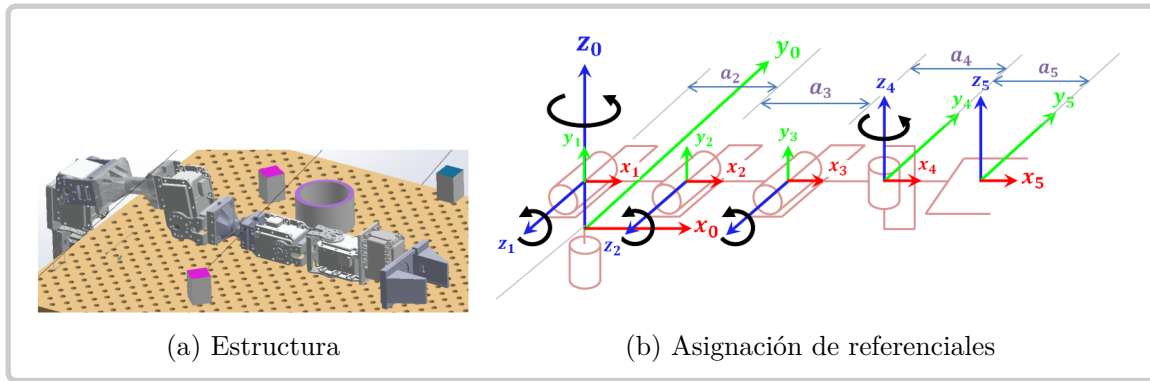 z₀
y₀
a₂
a₃
a₄
a₅
z₄
z₅
y₄
y₅
y₁
y₂
y₃
x₁
x₂
x₃
x₄
x₅
z₁
z₂
x₀
(a) Estructura
(b) Asignación de referenciales